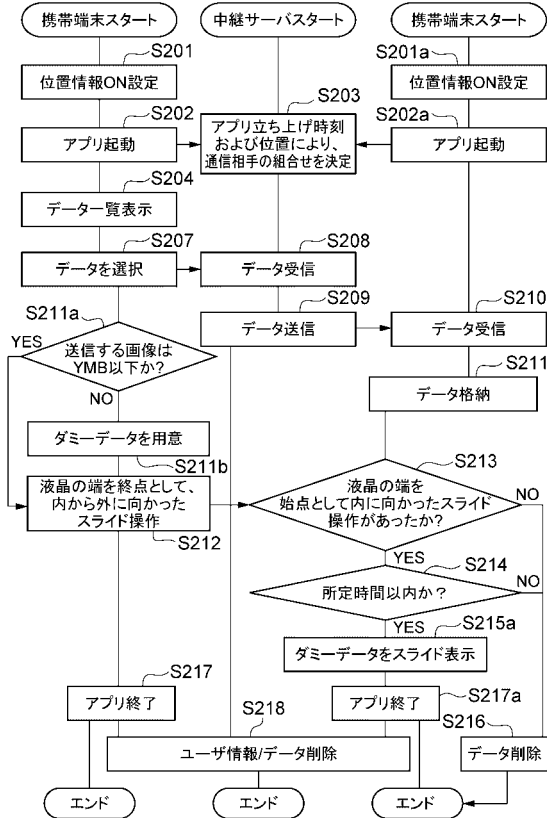 携帯端末スタート
中継サーバスタート
携帯端末スタート
S201
位置情報ON設定
S201a
位置情報ON設定
S202
アプリ起動
S203
アプリ立ち上げ時刻
および位置により、
通信相手の組合せを決定
S202a
アプリ起動
S204
データ一覧表示
S207
データを選択
S208
データ受信
S209
データ送信
S210
データ受信
S211
データ格納
S211a
YES
送信する画像は
YMB以下か?
NO
ダミーデータを用意
S211b
液晶の端を終点として、
内から外に向かった
スライド操作
S212
S213
液晶の端を
始点として内に向かったスライド
操作があったか?
NO
YES
S214
所定時間以内か?
NO
YES
S215a
ダミーデータをスライド表示
S217
アプリ終了
S217a
アプリ終了
S218
ユーザ情報/データ削除
S216
データ削除
エンド
エンド
エンド